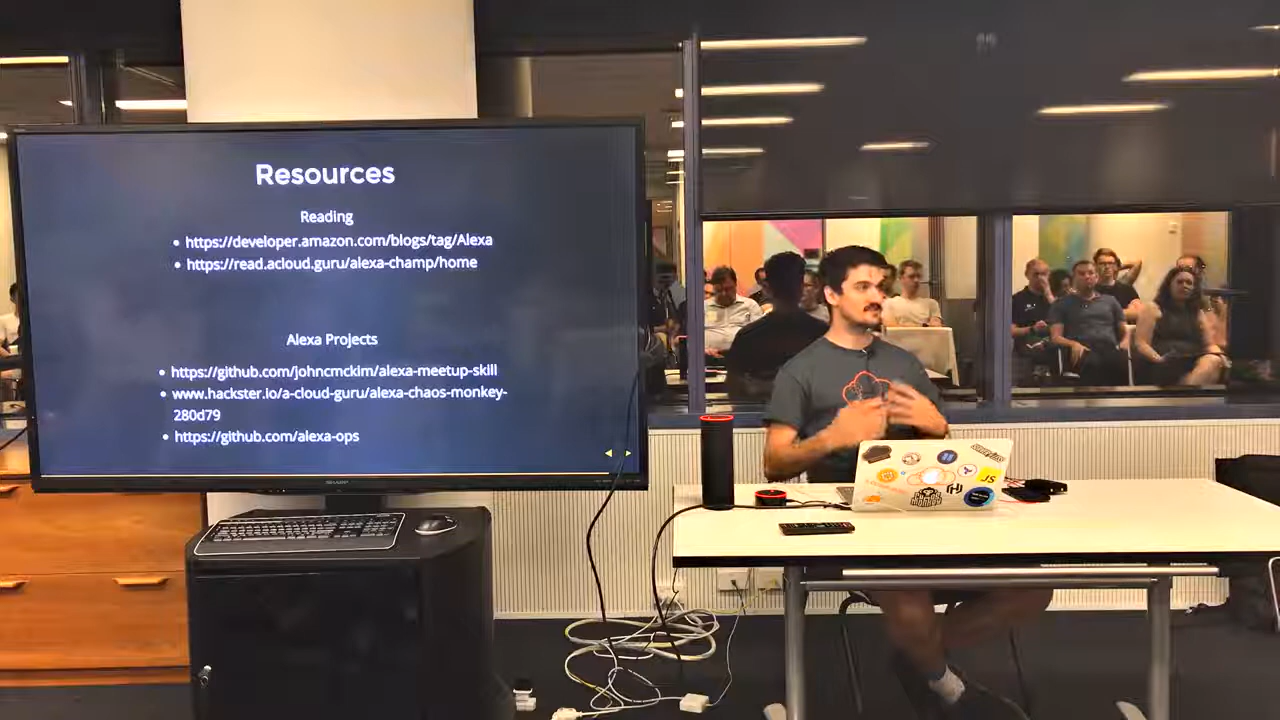 Resources
Reading
https://developer.amazon.com/blogs/tag/Alexa
https://read.acloud.guru/alexa-champ/home
Alexa Projects
https://github.com/johncmckim/alexa-meetup-skill
www.hackster.io/a-cloud-guru/alexa-chaos-monkey-
280d79
https://github.com/alexa-ops
SHARP
JS